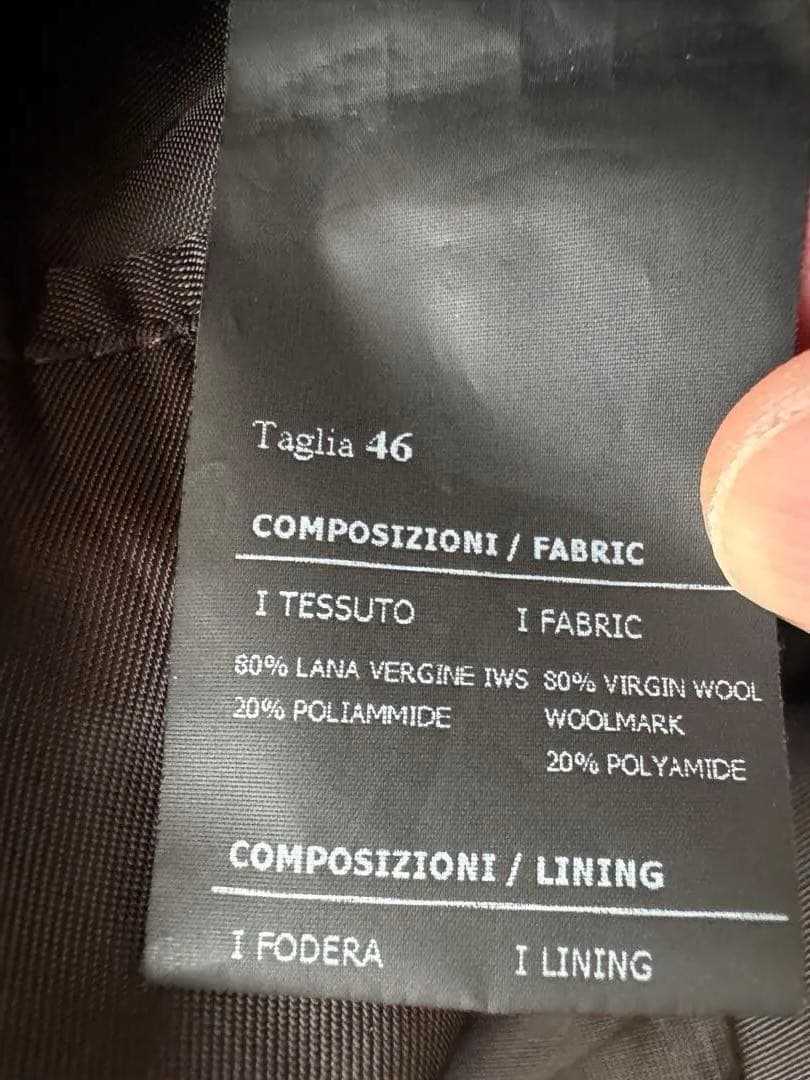 Taglia 46
COMPOSIZIONI / FABRIC
I TESSUTO I FABRIC
80% LANA VERGINE IWS 80% VIRGIN WOOL
20% POLIAMMIDE WOOLMARK
20% POLYAMIDE
COMPOSIZIONI / LINING
I FODERA I LINING